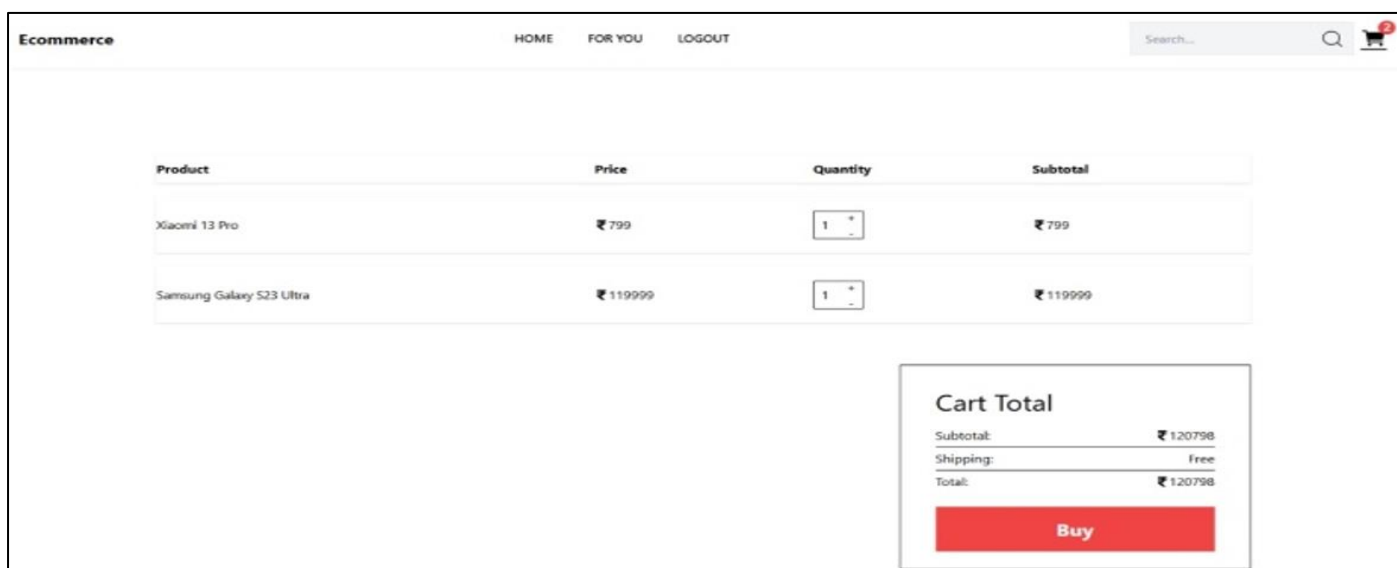 Ecommerce HOME FOR YOU LOGOUT Search... 2
Product Price Quantity Subtotal
Xiaomi 13 Pro ₹ 799 1 + - ₹ 799
Samsung Galaxy S23 Ultra ₹ 119999 1 + - ₹ 119999
Cart Total
Subtotal: ₹ 120798
Shipping: Free
Total: ₹ 120798
Buy